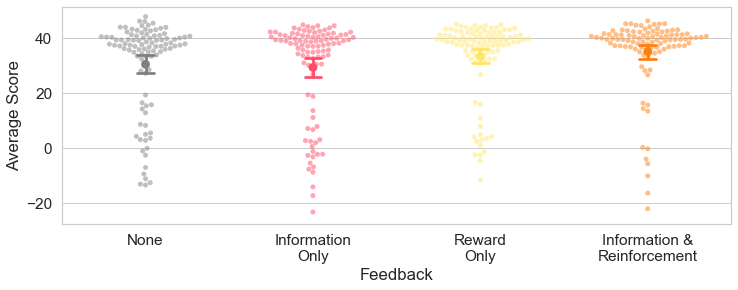 Average Score
40
20
0
−20
None
Information
Only
Reward
Only
Information &
Reinforcement
Feedback